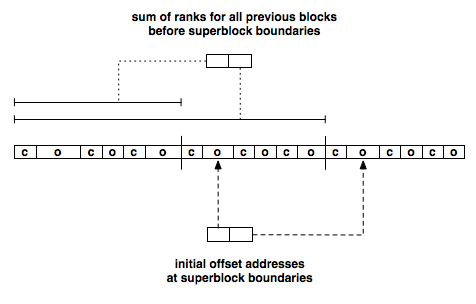 sum of ranks for all previous blocks
before superblock boundaries
c o c o c o c o c o c o c o c o c o
initial offset addresses
at superblock boundaries